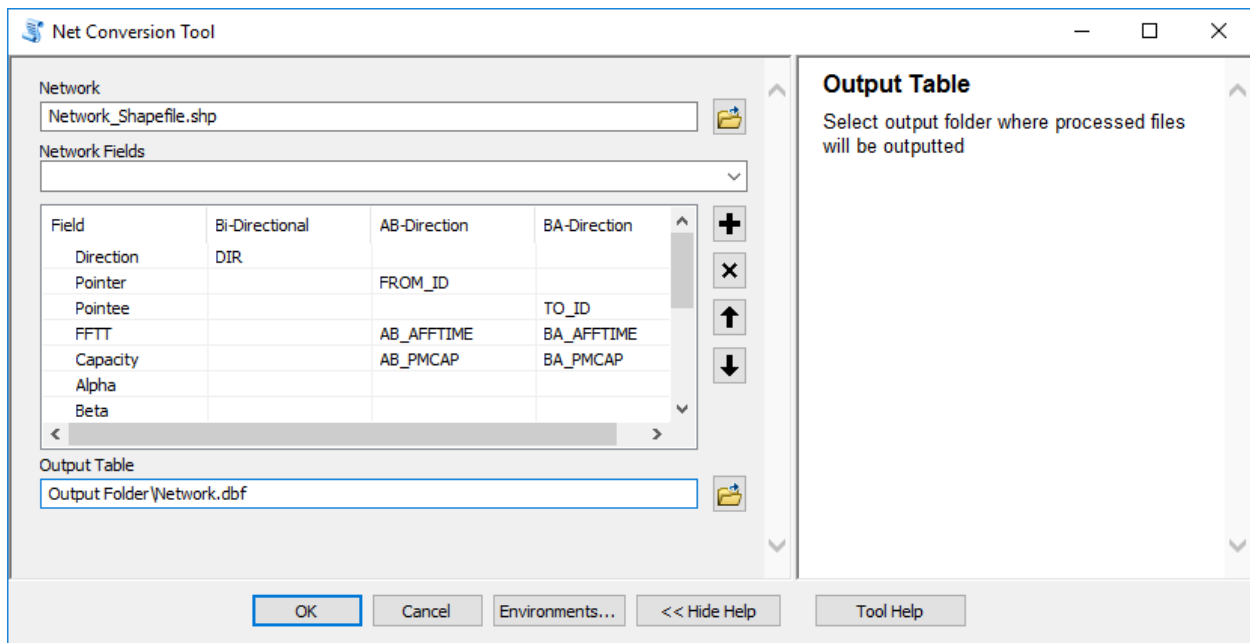 Net Conversion Tool
Network
Network_Shapefile.shp
Network Fields
Field Bi-Directional AB-Direction BA-Direction
Direction DIR
Pointer FROM_ID
Pointee TO_ID
FFTT AB_AFFTIME BA_AFFTIME
Capacity AB_PMCAP BA_PMCAP
Alpha
Beta
Output Table
Output Folder\Network.dbf
OK Cancel Environments... << Hide Help Tool Help
Output Table
Select output folder where processed files
will be outputted